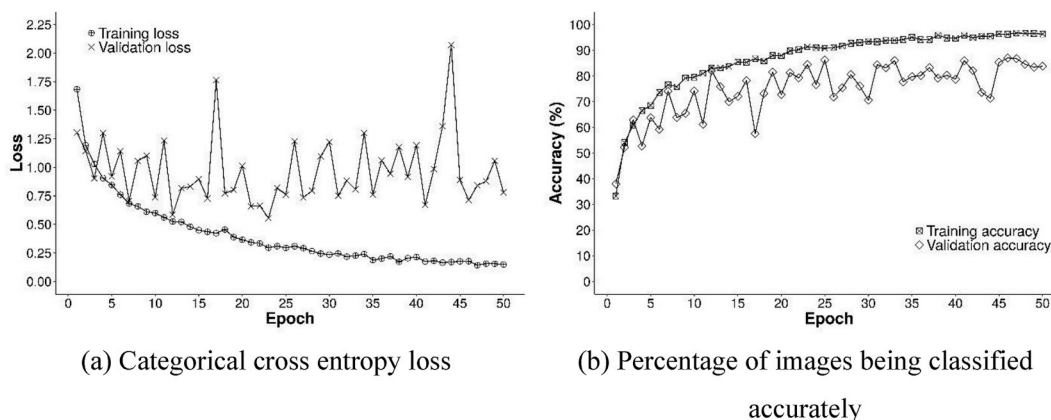 2.25
2.00
1.75
1.50
1.25
1.00
0.75
0.50
0.25
0.00
Loss
Training loss
Validation loss
0 5 10 15 20 25 30 35 40 45 50
Epoch
(a) Categorical cross entropy loss
100
90
80
70
60
50
40
30
20
10
0
Accuracy (%)
Training accuracy
Validation accuracy
0 5 10 15 20 25 30 35 40 45 50
Epoch
(b) Percentage of images being classified
accurately